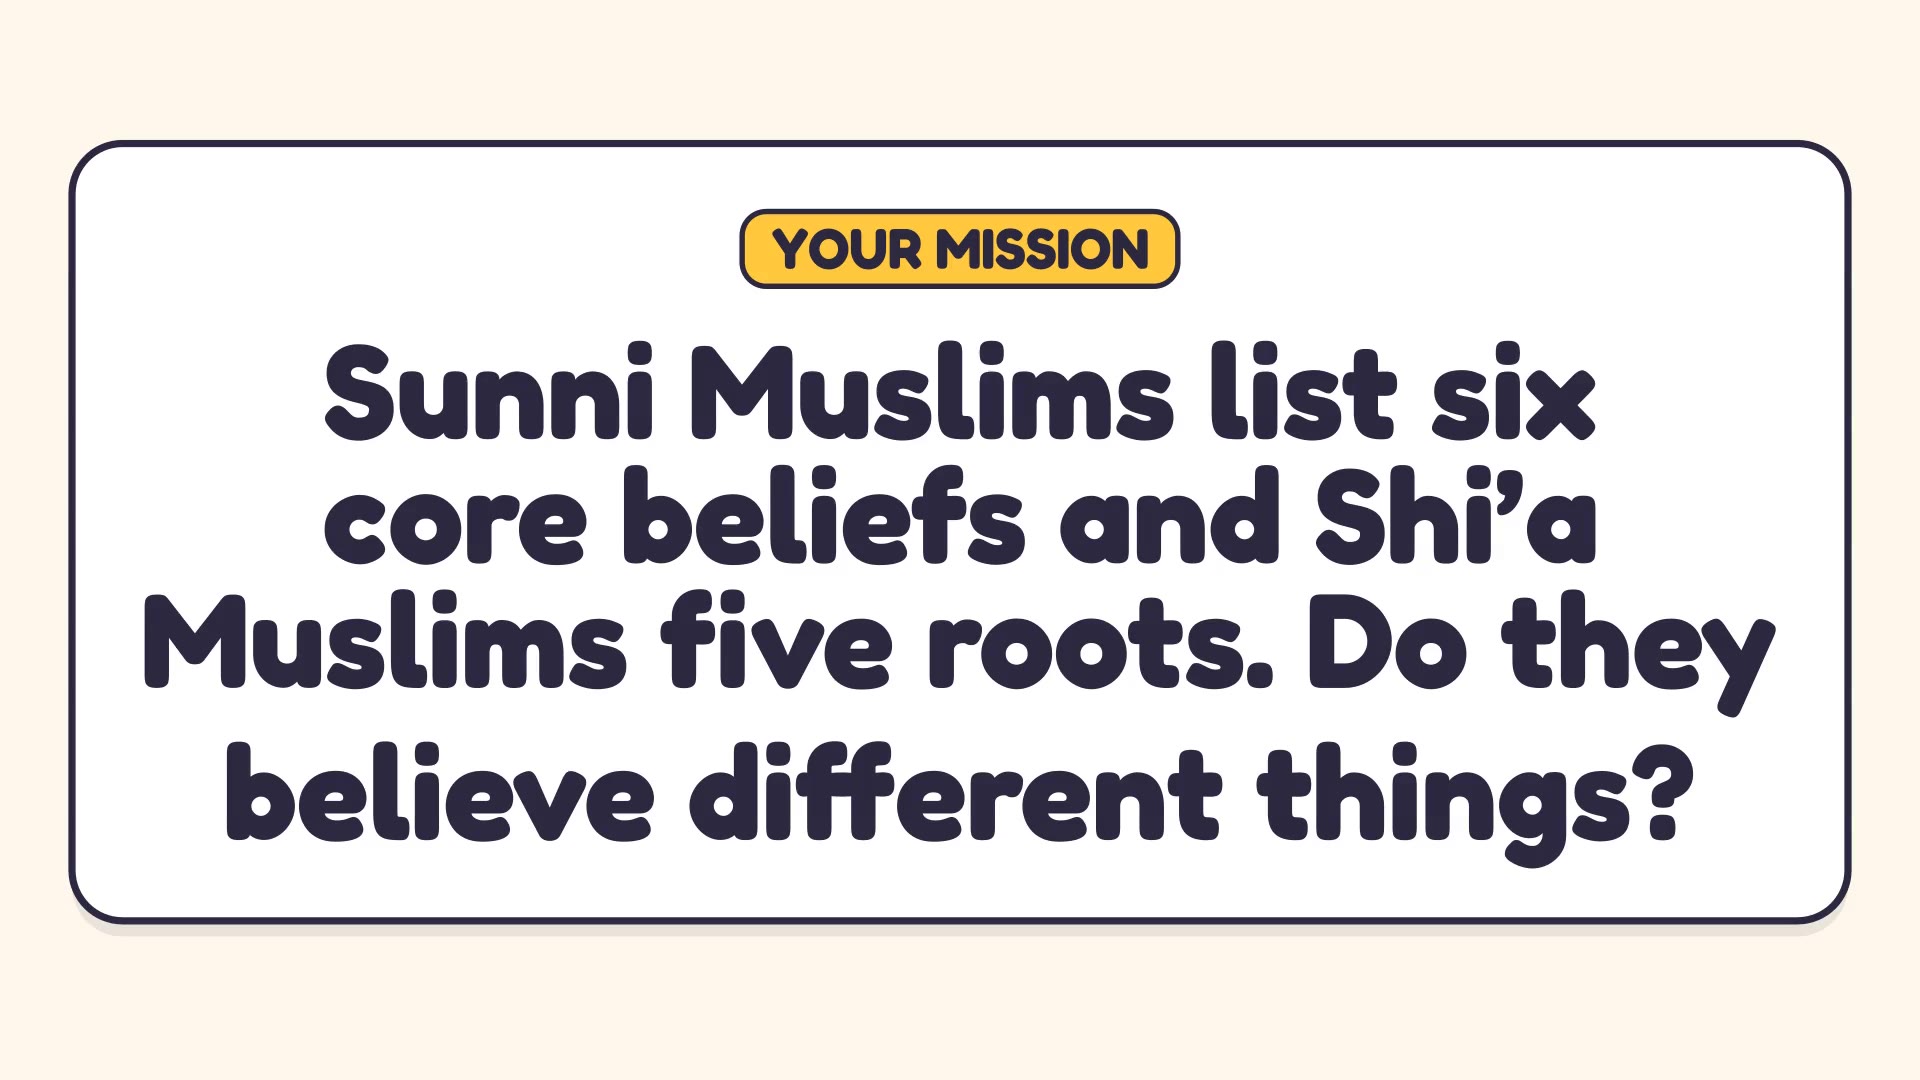 YOUR MISSION
Sunni Muslims list six
core beliefs and Shi’a
Muslims five roots. Do they
believe different things?